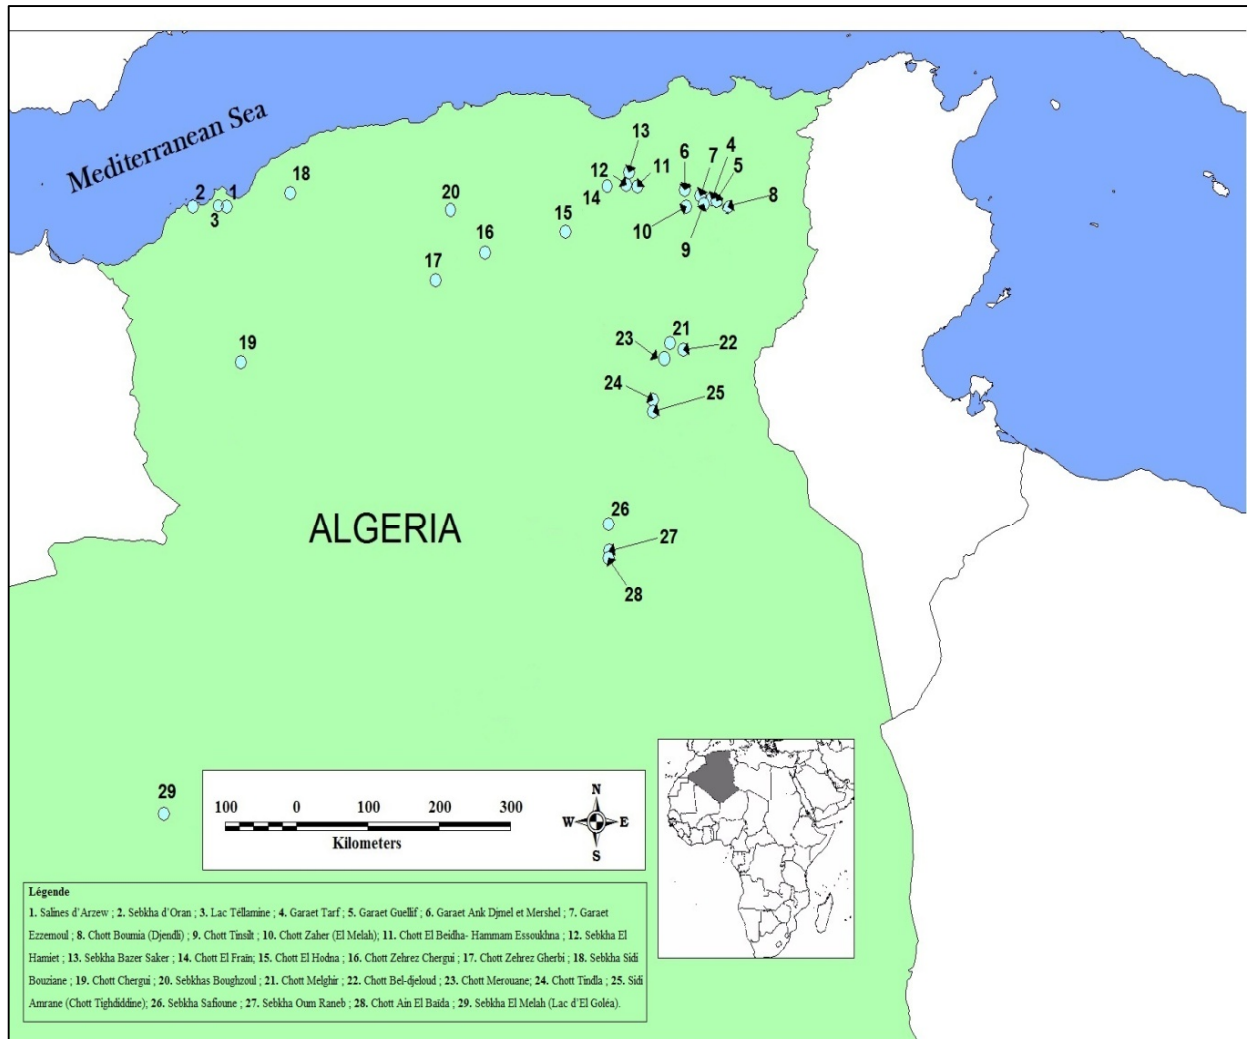 Mediterranean Sea
13
6
7
4
5
12
11
14
18
2
1
3
20
10
9
8
15
16
17
19
21
23
22
24
25
ALGERIA
26
27
28
29
100 0 100 200 300
Kilometers
N
W E
S
Légende
1. Salines d'Arzew ; 2. Sebkha d'Oran ; 3. Lac Téllamine ; 4. Garaet Tarf ; 5. Garaet Guellif ; 6. Garaet Ank Djmel et Mershel ; 7. Garaet
Ezzemoul ; 8. Chott Boumia (Djendli) ; 9. Chott Tinsilt ; 10. Chott Zaher (El Melah); 11. Chott El Beidha- Hammam Essoukhna ; 12. Sebkha El
Hamiet ; 13. Sebkha Bazer Saker ; 14. Chott El Fraïn; 15. Chott El Hodna ; 16. Chott Zehrez Chergui ; 17. Chott Zehrez Gherbi ; 18. Sebkha Sidi
Bouziane ; 19. Chott Chergui ; 20. Sebkhas Boughzoul ; 21. Chott Melghir ; 22. Chott Bel-djeloud ; 23. Chott Merouane; 24. Chott Tindla ; 25. Sidi
Amrane (Chott Tighdiddine); 26. Sebkha Safioune ; 27. Sebkha Oum Raneb ; 28. Chott Ain El Baïda ; 29. Sebkha El Melah (Lac d'El Goléa).